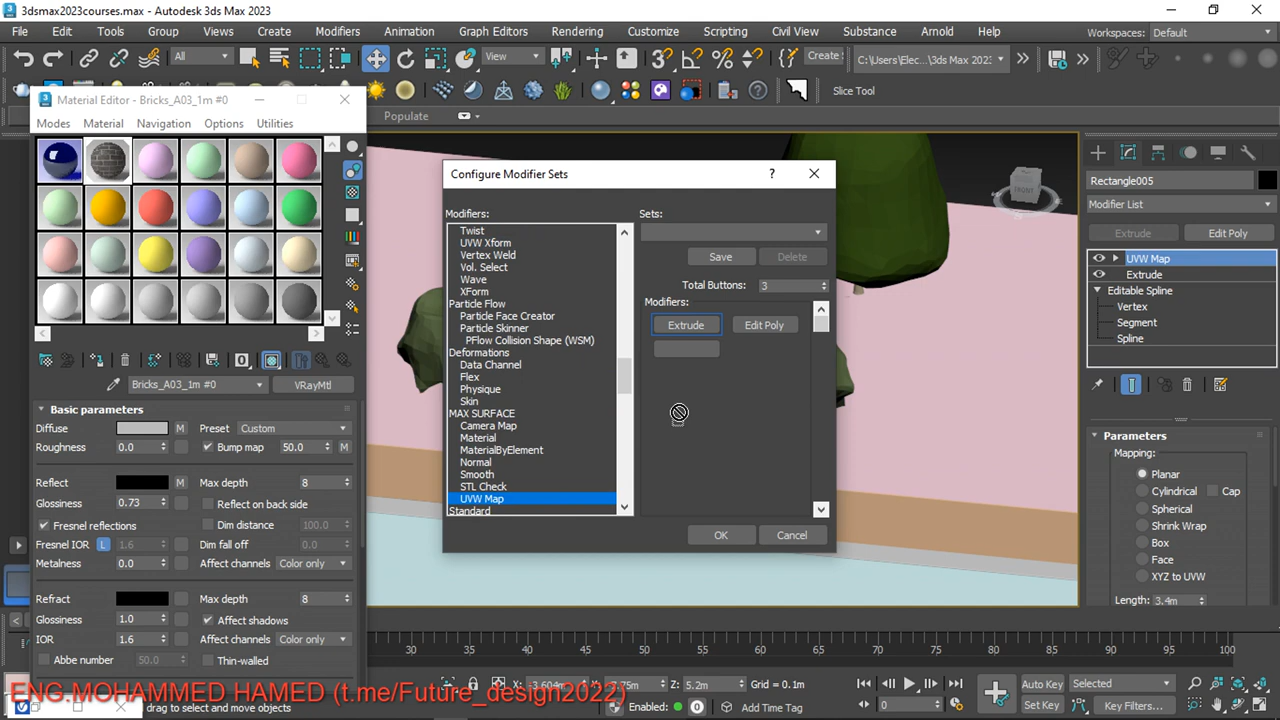 3dsmax2023courses.max - Autodesk 3ds Max 2023
File Edit Tools Group Views Create Modifiers Animation Graph Editors Rendering Customize Scripting Civil View Substance Arnold Help Workspaces: Default
All View Create C:\Users\Elec... \3ds Max 2023
Slice Tool
Populate
Material Editor - Bricks_A03_1m #0
Modes Material Navigation Options Utilities
Bricks_A03_1m #0 VRayMtl
Basic parameters
Diffuse M Preset Custom
Roughness 0.0 Bump map 50.0 M
Reflect M Max depth 8
Glossiness 0.73 Reflect on back side
Fresnel reflections Dim distance 100.0
Fresnel IOR L 1.6 Dim fall off 0.0
Metalness 0.0 Affect channels Color only
Refract Max depth 8
Glossiness 1.0 Affect shadows
IOR 1.6 Affect channels Color only
Abbe number 50.0 Thin-walled
Configure Modifier Sets ?
Modifiers:
Twist
UVW Xform
Vertex Weld
Vol. Select
Wave
XForm
Particle Flow
Particle Face Creator
Particle Skinner
PFlow Collision Shape (WSM)
Deformations
Data Channel
Flex
Physique
Skin
MAX SURFACE
Camera Map
Material
MaterialByElement
Normal
Smooth
STL Check
UVW Map
Standard
Sets:
Save Delete
Total Buttons: 3
Modifiers:
Extrude Edit Poly
OK Cancel
FRONT
Rectangle005
Modifier List
Extrude Edit Poly
UVW Map
Extrude
Editable Spline
Vertex
Segment
Spline
Parameters
Mapping:
Planar
Cylindrical Cap
Spherical
Shrink Wrap
Box
Face
XYZ to UVW
Length: 3.4m
30 35 40 45 50 55 60 65 70 75 80 85 90 95 100
Z: 5.2m Grid = 0.1m
Auto Key Selected
Set Key Key Filters...
drag to select and move objects
Enabled: Add Time Tag
0
ENG.MOHAMMED HAMED (t.me/Future_design2022)